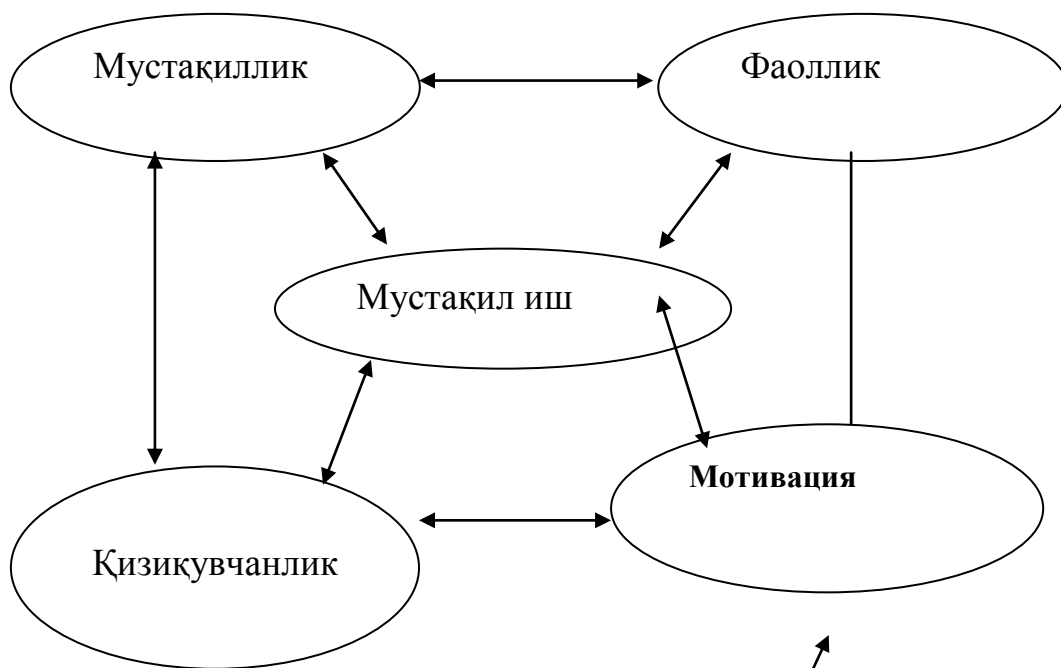 Мустақиллик
Фаоллик
Мустақил иш
Мотивация
Қизиқувчанлик